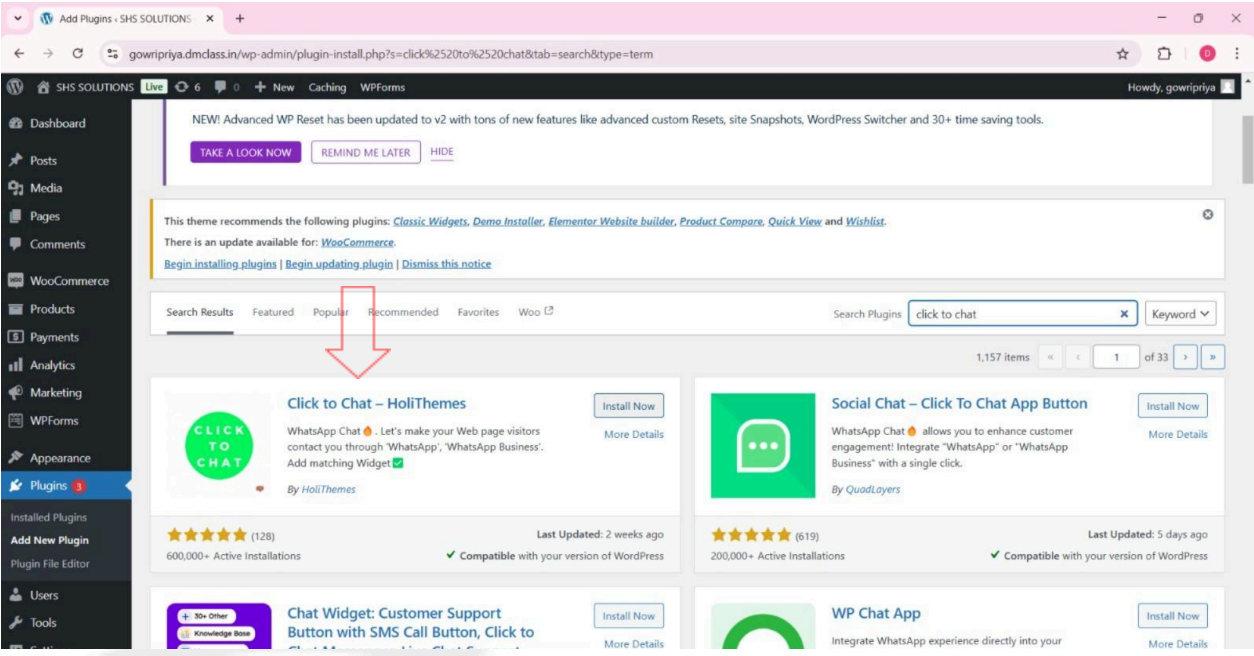 Add Plugins ‹ SHS SOLUTIONS
gowripriya.dmclass.in/wp-admin/plugin-install.php?s=click%2520to%2520chat&tab=search&type=term
D
SHS SOLUTIONS Live 6 0 New Caching WPForms Howdy, gowripriya
Dashboard
Posts
Media
Pages
Comments
WooCommerce
Products
Payments
Analytics
Marketing
WPForms
Appearance
Plugins 3
Installed Plugins
Add New Plugin
Plugin File Editor
Users
Tools
NEW! Advanced WP Reset has been updated to v2 with tons of new features like advanced custom Resets, site Snapshots, WordPress Switcher and 30+ time saving tools.
TAKE A LOOK NOW REMIND ME LATER HIDE
This theme recommends the following plugins: Classic Widgets, Demo Installer, Elementor Website builder, Product Compare, Quick View and Wishlist.
There is an update available for: WooCommerce.
Begin installing plugins | Begin updating plugin | Dismiss this notice
Search Results Featured Popular Recommended Favorites Woo
Search Plugins click to chat Keyword
1,157 items « ‹ 1 of 33 › »
CLICK
TO
CHAT
Click to Chat – HoliThemes
WhatsApp Chat🔥. Let's make your Web page visitors
contact you through 'WhatsApp', 'WhatsApp Business'.
Add matching Widget✅
By HoliThemes
Install Now
More Details
(128)
600,000+ Active Installations
Last Updated: 2 weeks ago
✔ Compatible with your version of WordPress
Social Chat – Click To Chat App Button
WhatsApp Chat🔥 allows you to enhance customer
engagement! Integrate "WhatsApp" or "WhatsApp
Business" with a single click.
By QuadLayers
Install Now
More Details
(619)
200,000+ Active Installations
Last Updated: 5 days ago
✔ Compatible with your version of WordPress
+ 30+ Other
Knowledge Base
Chat Widget: Customer Support
Button with SMS Call Button, Click to
Install Now
More Details
WP Chat App
Integrate WhatsApp experience directly into your
Install Now
More Details